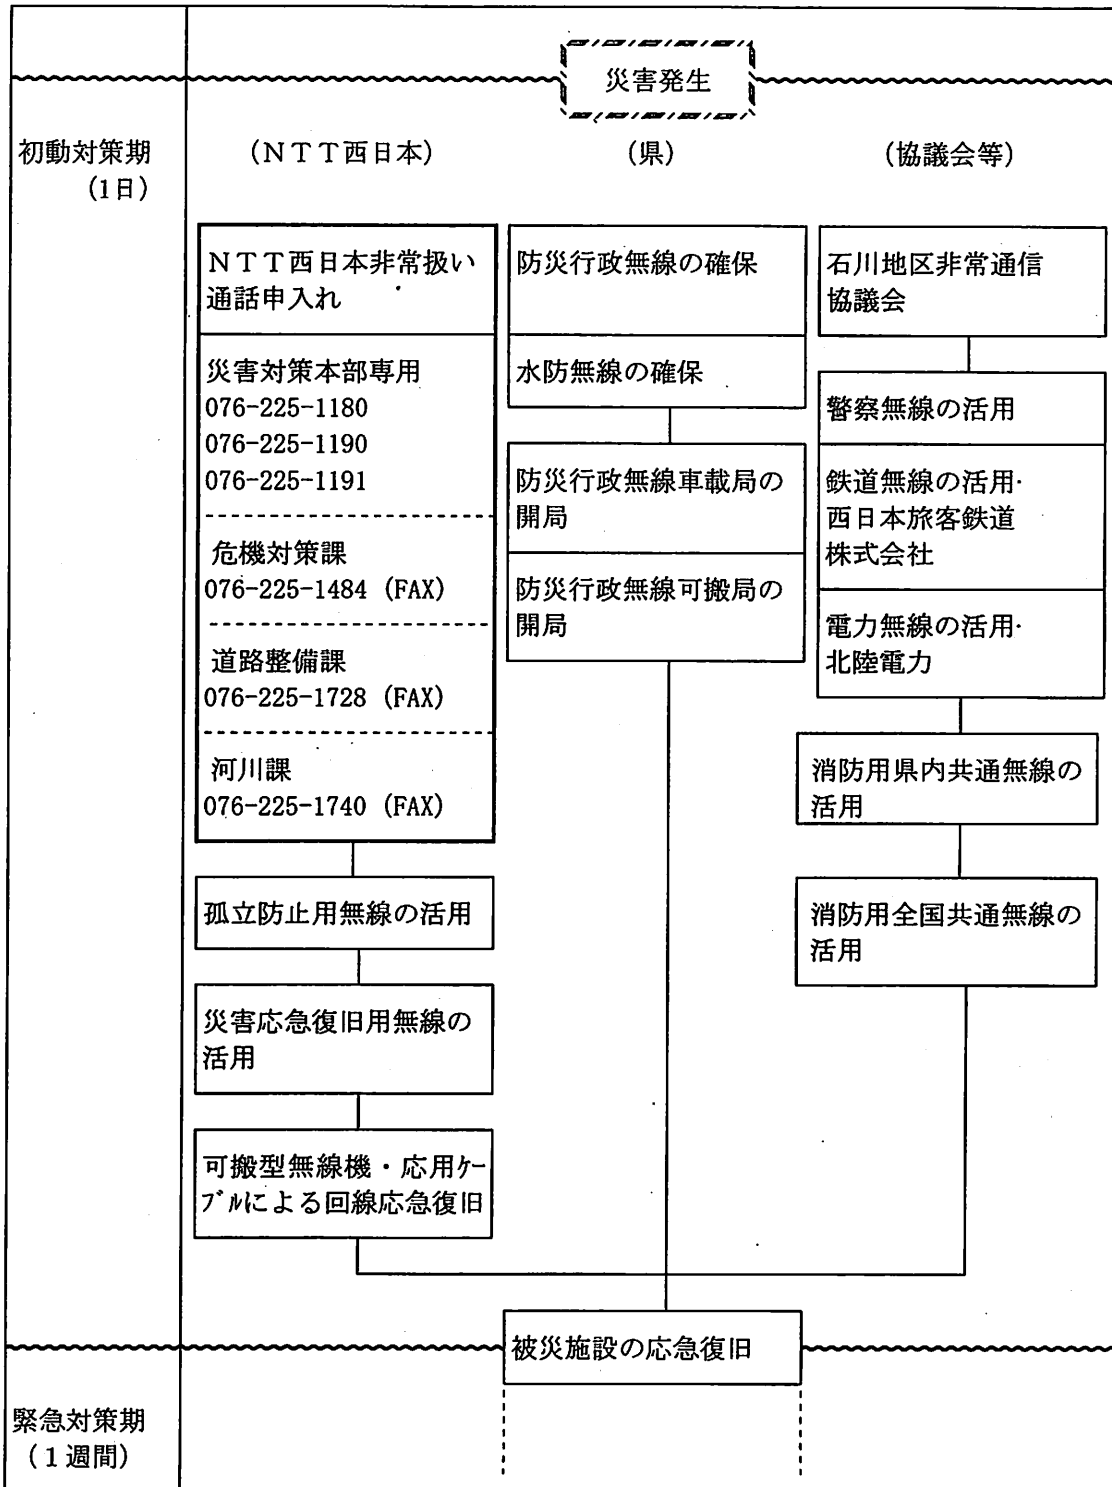 災害発生
初動対策期
(1日)
(NTT西日本)
(県)
(協議会等)
NTT西日本非常扱い
通話申入れ
災害対策本部専用
076-225-1180
076-225-1190
076-225-1191
危機対策課
076-225-1484 (FAX)
道路整備課
076-225-1728 (FAX)
河川課
076-225-1740 (FAX)
孤立防止用無線の活用
災害応急復旧用無線の
活用
可搬型無線機・応用ケー
ブルによる回線応急復旧
防災行政無線の確保
水防無線の確保
防災行政無線車載局の
開局
防災行政無線可搬局の
開局
石川地区非常通信
協議会
警察無線の活用
鉄道無線の活用·
西日本旅客鉄道
株式会社
電力無線の活用·
北陸電力
消防用県内共通無線の
活用
消防用全国共通無線の
活用
被災施設の応急復旧
緊急対策期
(1週間)